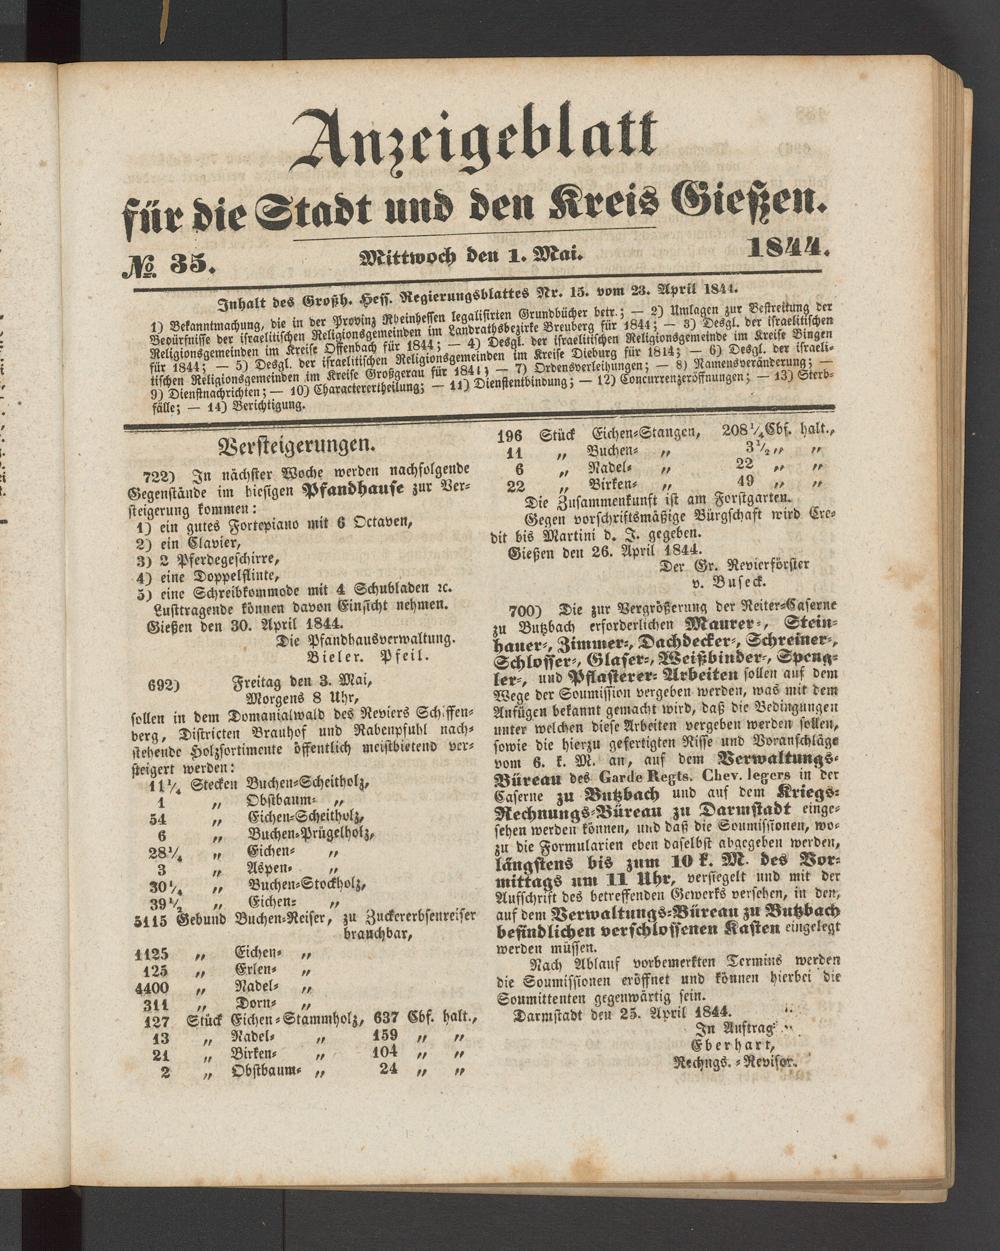 Anzeigeblatt
für die Stadt und den Kreis Gießen.
№ 35. Mittwoch den 1. Mai. 1844.
Inhalt des Großh. Hess. Regierungsblattes Nr. 15. vom 23. April 1844.
1) Bekanntmachung, die in der Provinz Rheinhessen legalisirten Grundbücher betr.; — 2) Umlagen zur Bestreitung der
Bedürfnisse der israelitischen Religionsgemeinden im Landrathsbezirke Breuberg für 1844; — 3) Desgl. der israelitischen
Religionsgemeinden im Kreise Offenbach für 1844; — 4) Desgl. der israelitischen Religionsgemeinde im Kreise Bingen
für 1844; — 5) Desgl. der israelitischen Religionsgemeinden im Kreise Dieburg für 1814; — 6) Desgl. der israeli-
tischen Religionsgemeinden im Kreise Großgerau für 1844; — 7) Ordensverleihungen; — 8) Namensveränderung; —
9) Dienstnachrichten; — 10) Charakterertheilung; — 11) Dienstentbindung; — 12) Concurrenzeröffnungen; — 13) Sterb-
fälle; — 14) Berichtigung.
Versteigerungen.
722) In nächster Woche werden nachfolgende
Gegenstände im hiesigen Pfandhause zur Ver-
steigerung kommen:
1) ein gutes Fortepiano mit 6 Octaven,
2) ein Clavier,
3) 2 Pferdegeschirre,
4) eine Doppelflinte,
5) eine Schreibkommode mit 4 Schubladen ꝛc.
Lusttragende können davon Einsicht nehmen.
Gießen den 30. April 1844.
Die Pfandhausverwaltung.
Bieler. Pfeil.
692) Freitag den 3. Mai,
Morgens 8 Uhr,
sollen in dem Domanialwald des Reviers Schiffen-
berg, Districten Brauhof und Rabenpfuhl nach-
stehende Holzsortimente öffentlich meistbietend ver-
steigert werden:
11¼ Stecken Buchen-Scheitholz,
1 „ Obstbaum- „
54 „ Eichen-Scheitholz,
6 „ Buchen-Prügelholz,
28¼ „ Eichen- „
3 „ Aspen- „
30¼ „ Buchen-Stockholz,
39½ „ Eichen- „
5115 Gebund Buchen-Reiser, zu Zuckererbsenreiser
brauchbar,
1125 „ Eichen- „
125 „ Erlen- „
4400 „ Nadel- „
311 „ Dorn- „
127 Stück Eichen-Stammholz, 637 Cbf. halt.,
13 „ Nadel- „ 159 „ „
21 „ Birken- „ 104 „ „
2 „ Obstbaum- „ 24 „ „
196 Stück Eichen-Stangen, 208¼ Cbf. halt.,
11 „ Buchen- „ 3½ „ „
6 „ Nadel- „ 22 „ „
22 „ Birken- „ 49 „ „
Die Zusammenkunft ist am Forstgarten.
Gegen vorschriftsmäßige Bürgschaft wird Cre-
dit bis Martini d. J. gegeben.
Gießen den 26. April 1844.
Der Gr. Revierförster
v. Buseck.
700) Die zur Vergrößerung der Reiter-Caserne
zu Butzbach erforderlichen Maurer-, Stein-
hauer-, Zimmer-, Dachdecker-, Schreiner-,
Schlosser-, Glaser-, Weißbinder-, Speng-
ler-, und Pflasterer-Arbeiten sollen auf dem
Wege der Soumission vergeben werden, was mit dem
Anfügen bekannt gemacht wird, daß die Bedingungen
unter welchen diese Arbeiten vergeben werden sollen,
sowie die hierzu gefertigten Risse und Voranschläge
vom 6. k. M. an, auf dem Verwaltungs-
Büreau des Garde Regts. Chev. legers in der
Caserne zu Butzbach und auf dem Kriegs-
Rechnungs-Büreau zu Darmstadt einge-
sehen werden können, und daß die Soumissionen, wo-
zu die Formularien eben daselbst abgegeben werden,
längstens bis zum 10 k. M. des Vor-
mittags um 11 Uhr, versiegelt und mit der
Aufschrift des betreffenden Gewerks versehen, in den,
auf dem Verwaltungs-Büreau zu Butzbach
befindlichen verschlossenen Kasten eingelegt
werden müssen.
Nach Ablauf vorbemerkten Termins werden
die Soumissionen eröffnet und können hierbei die
Soumittenten gegenwärtig sein.
Darmstadt den 25. April 1844.
In Auftrag
Eberhart,
Rechngs.-Revisor.